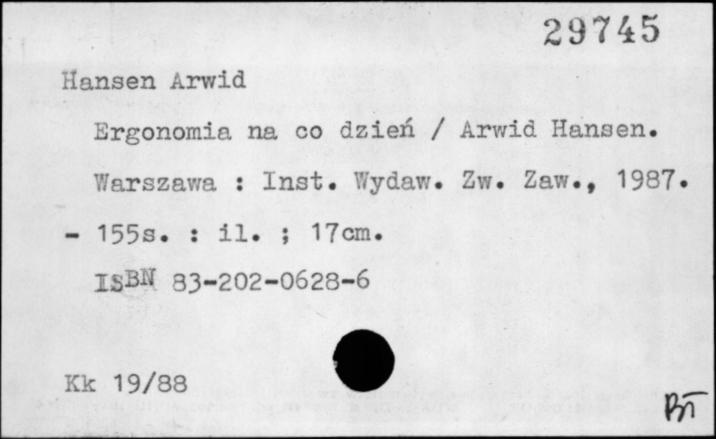 29745
Hansen Arwid
Ergonomia na co dzień / Arwid Hansen.
Warszawa : Inst. Wydaw. Zw. Zaw., 1987.
- 155s. : il. ; 17cm.
ISBN 83-202-0628-6
Kk 19/88